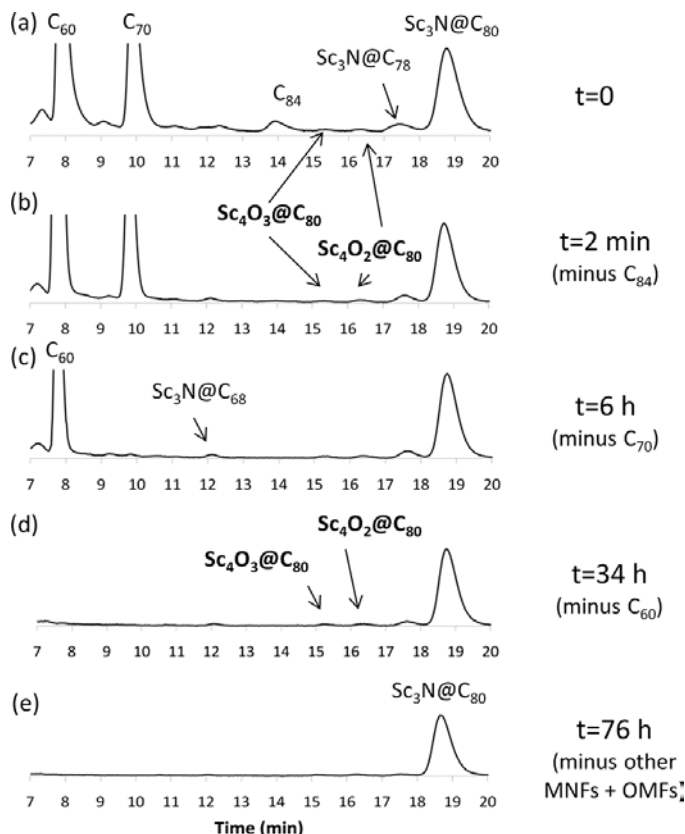 (a)
C₆₀
C₇₀
C₈₄
Sc₃N@C₇₈
Sc₃N@C₈₀
t=0
7 8 9 10 11 12 13 14 15 16 17 18 19 20
(b)
Sc₄O₃@C₈₀
Sc₄O₂@C₈₀
t=2 min
(minus C₈₄)
7 8 9 10 11 12 13 14 15 16 17 18 19 20
(c)
C₆₀
Sc₃N@C₆₈
t=6 h
(minus C₇₀)
7 8 9 10 11 12 13 14 15 16 17 18 19 20
(d)
Sc₄O₃@C₈₀
Sc₄O₂@C₈₀
t=34 h
(minus C₆₀)
7 8 9 10 11 12 13 14 15 16 17 18 19 20
(e)
Sc₃N@C₈₀
t=76 h
(minus other
MNFs + OMFs)
7 8 9 10 11 12 13 14 15 16 17 18 19 20
Time (min)